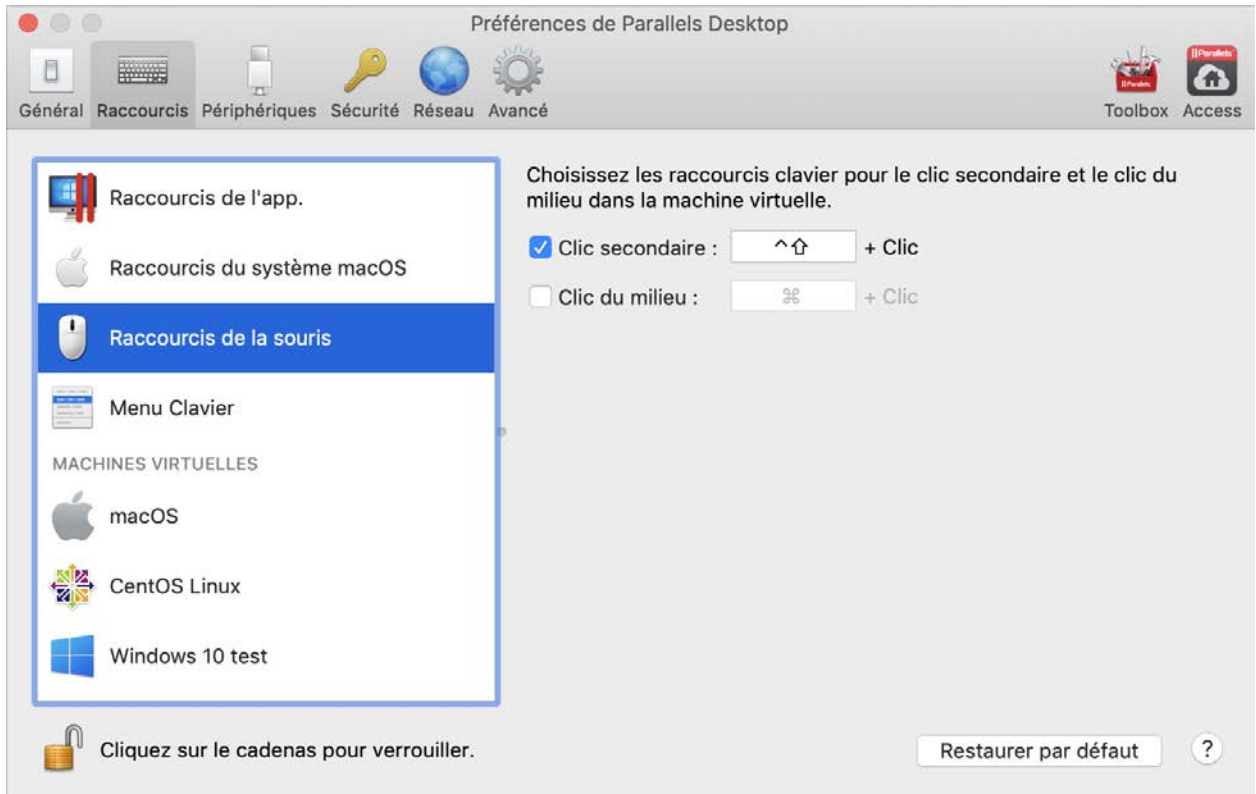 Préférences de Parallels Desktop
Général Raccourcis Périphériques Sécurité Réseau Avancé
Toolbox Access
Raccourcis de l'app.
Raccourcis du système macOS
Raccourcis de la souris
Menu Clavier
MACHINES VIRTUELLES
macOS
CentOS Linux
Windows 10 test
Choisissez les raccourcis clavier pour le clic secondaire et le clic du
milieu dans la machine virtuelle.
Clic secondaire : ^⇧ + Clic
Clic du milieu : ⌘ + Clic
Cliquez sur le cadenas pour verrouiller.
Restaurer par défaut ?